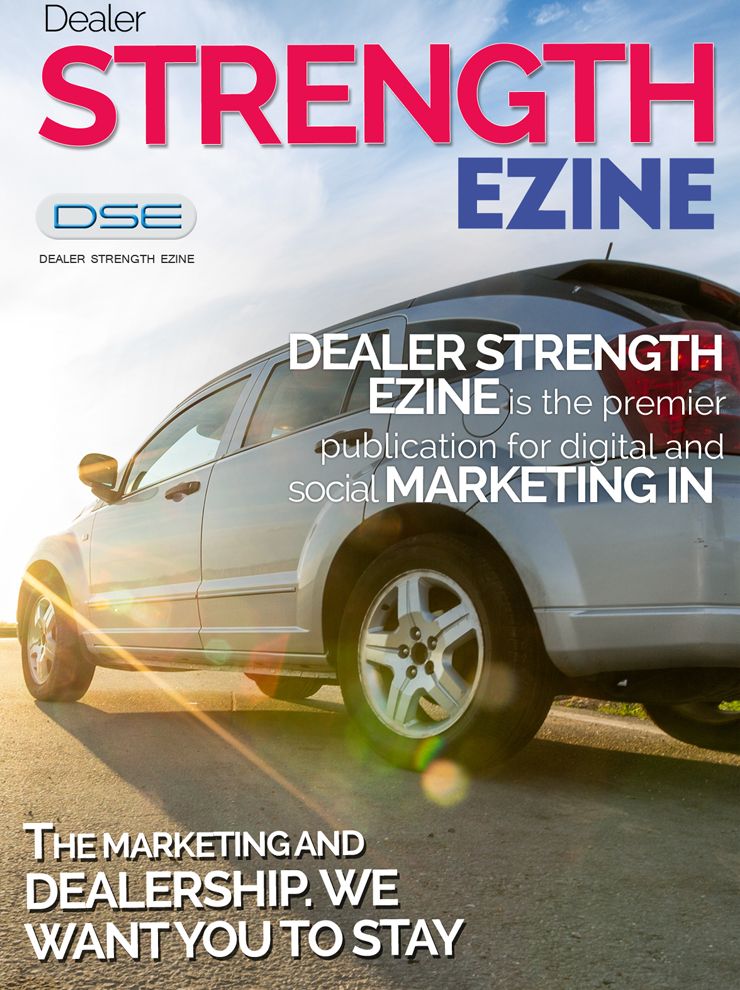 Dealer
STRENGTH
EZINE
DSE
DEALER STRENGTH EZINE
DEALER STRENGTH
EZINE is the premier
publication for digital and
social MARKETING IN
THE MARKETING AND
DEALERSHIP. WE
WANT YOU TO STAY